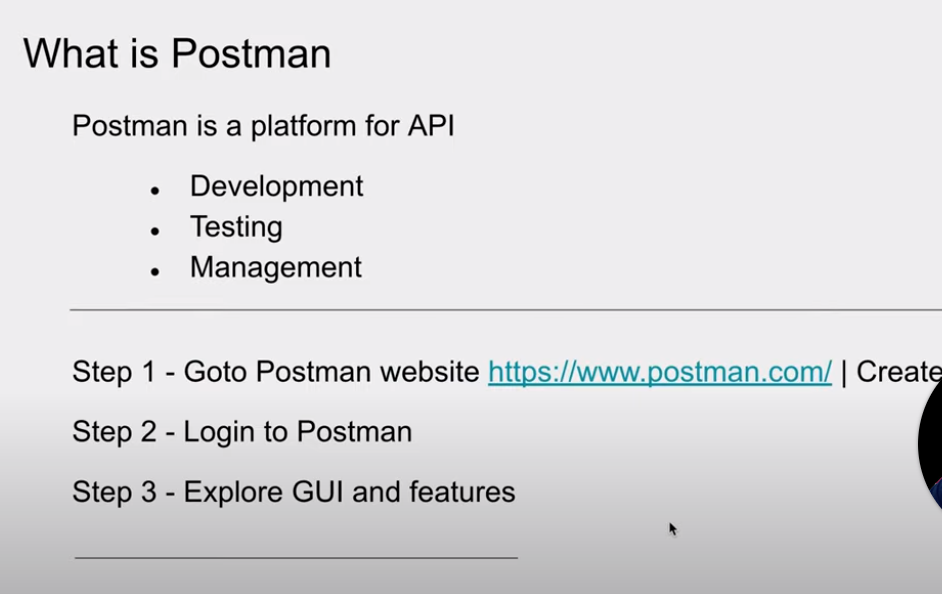 What is Postman
Postman is a platform for API
● Development
● Testing
● Management
Step 1 - Goto Postman website https://www.postman.com/ | Create
Step 2 - Login to Postman
Step 3 - Explore GUI and features